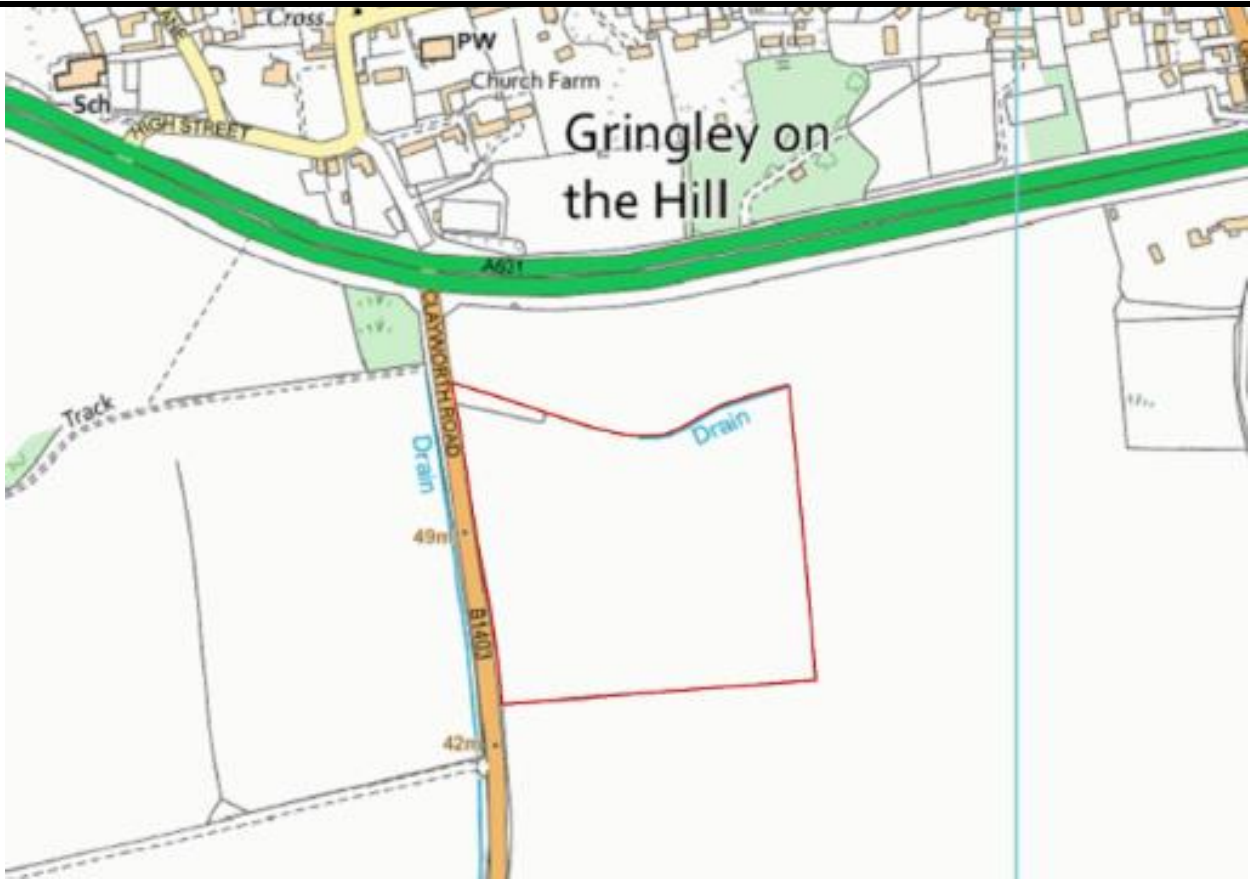 Cross
PW
Church Farm
Sch
HIGH STREET
Gringley on
the Hill
A631
CLAYWORTH ROAD
Track
Drain
Drain
49m
B1403
42m